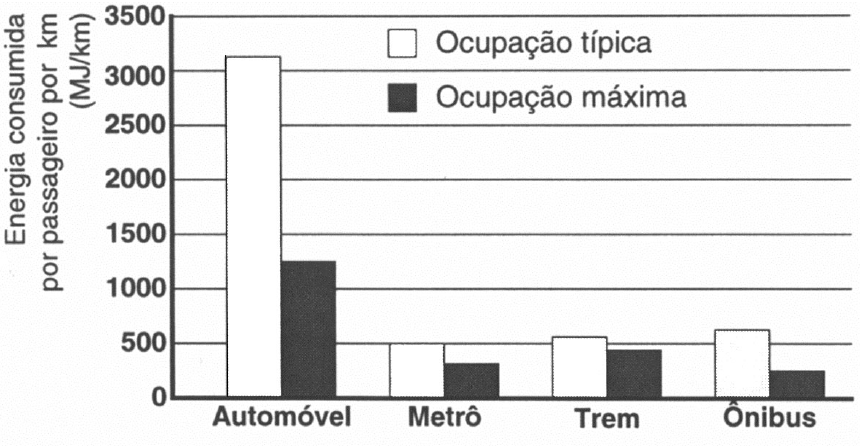 Energia consumida
por passageiro por km
(MJ/km)
3500
3000
2500
2000
1500
1000
500
0
Ocupação típica
Ocupação máxima
Automóvel
Metrô
Trem
Ônibus